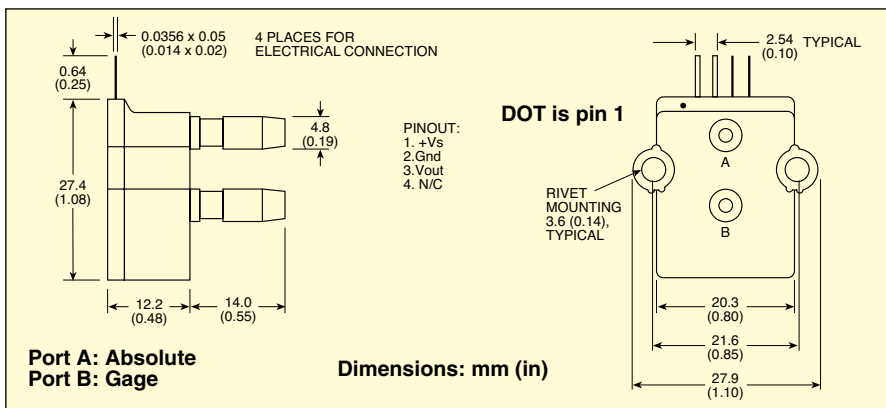 0.0356 x 0.05
(0.014 x 0.02)
4 PLACES FOR
ELECTRICAL CONNECTION
0.64
(0.25)
4.8
(0.19)
27.4
(1.08)
12.2
(0.48)
14.0
(0.55)
PINOUT:
1. +Vs
2.Gnd
3.Vout
4. N/C
Port A: Absolute
Port B: Gage
Dimensions: mm (in)
2.54
(0.10)
TYPICAL
DOT is pin 1
A
RIVET
MOUNTING
3.6 (0.14),
TYPICAL
B
20.3
(0.80)
21.6
(0.85)
27.9
(1.10)